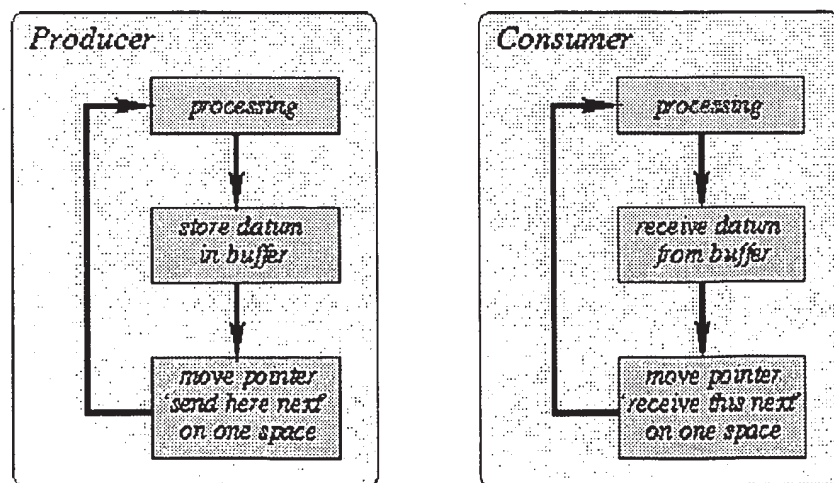 Producer
processing
store datum
in buffer
move pointer
'send here next'
on one space
Consumer
processing
receive datum
from buffer
move pointer
'receive this next'
on one space